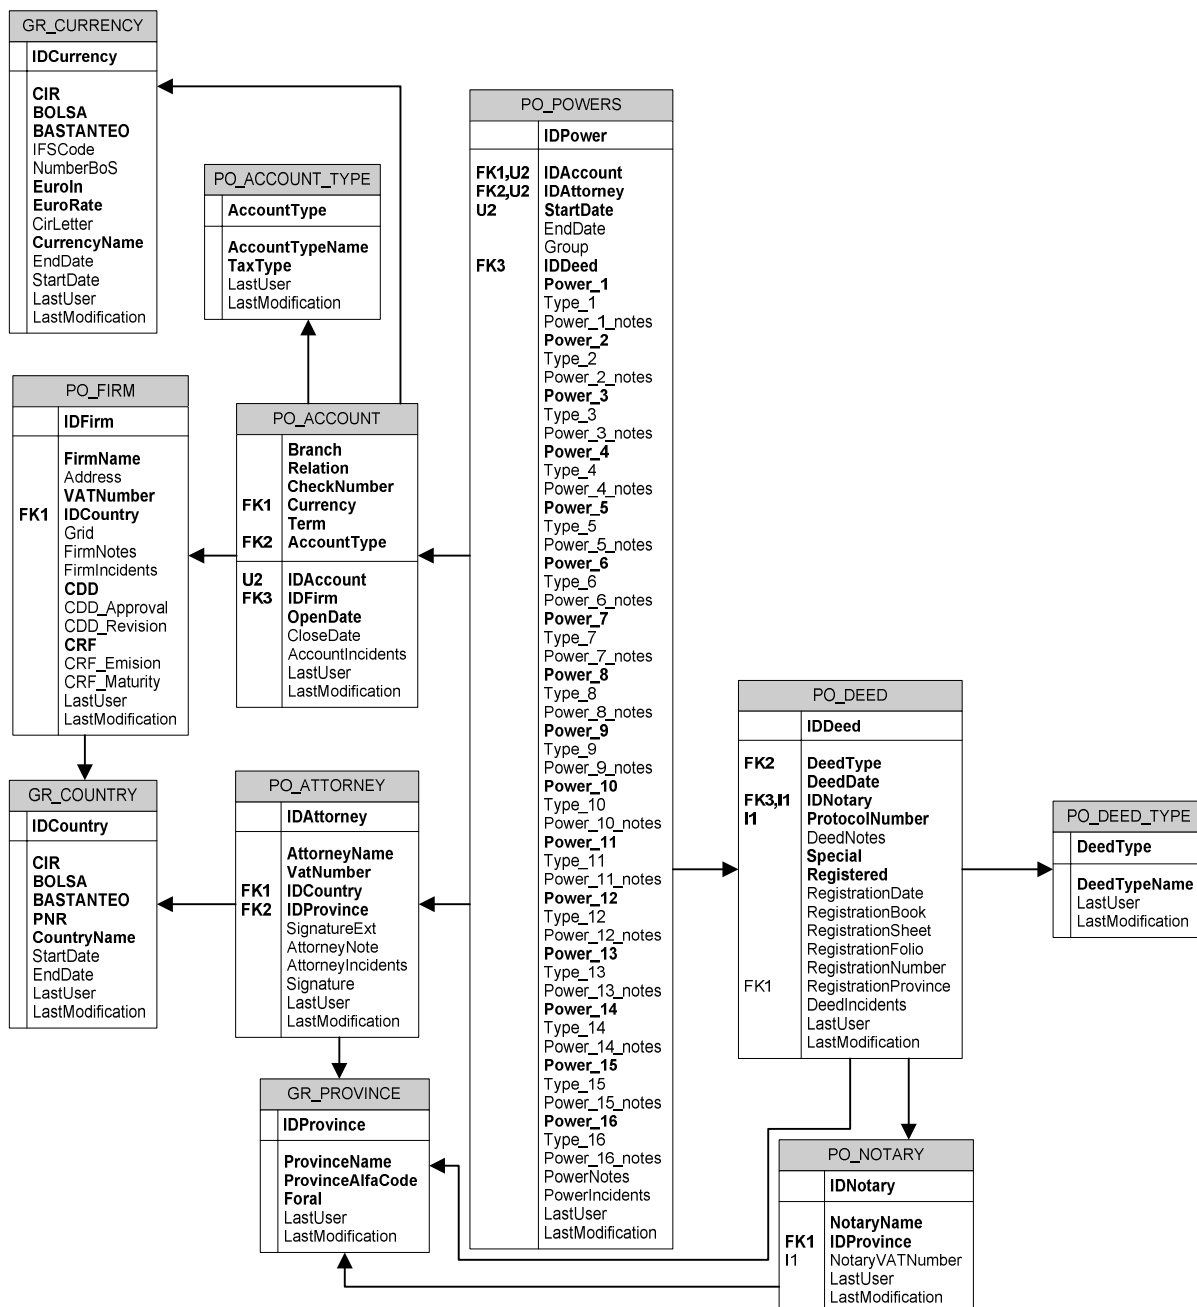 GR_CURRENCY
IDCurrency
CIR
BOLSA
BASTANTEO
IFSCode
NumberBoS
EuroIn
EuroRate
CirLetter
CurrencyName
EndDate
StartDate
LastUser
LastModification
PO_ACCOUNT_TYPE
AccountType
AccountTypeName
TaxType
LastUser
LastModification
PO_FIRM
IDFirm
FirmName
Address
VATNumber
FK1 IDCountry
Grid
FirmNotes
FirmIncidents
CDD
CDD_Approval
CDD_Revision
CRF
CRF_Emision
CRF_Maturity
LastUser
LastModification
PO_ACCOUNT
Branch
Relation
CheckNumber
FK1 Currency
Term
FK2 AccountType
U2 IDAccount
FK3 IDFirm
OpenDate
CloseDate
AccountIncidents
LastUser
LastModification
GR_COUNTRY
IDCountry
CIR
BOLSA
BASTANTEO
PNR
CountryName
StartDate
EndDate
LastUser
LastModification
PO_ATTORNEY
IDAttorney
AttorneyName
VatNumber
FK1 IDCountry
FK2 IDProvince
SignatureExt
AttorneyNote
AttorneyIncidents
Signature
LastUser
LastModification
GR_PROVINCE
IDProvince
ProvinceName
ProvinceAlfaCode
Foral
LastUser
LastModification
PO_POWERS
IDPower
FK1,U2 IDAccount
FK2,U2 IDAttorney
U2 StartDate
EndDate
Group
FK3 IDDeed
Power_1
Type_1
Power_1_notes
Power_2
Type_2
Power_2_notes
Power_3
Type_3
Power_3_notes
Power_4
Type_4
Power_4_notes
Power_5
Type_5
Power_5_notes
Power_6
Type_6
Power_6_notes
Power_7
Type_7
Power_7_notes
Power_8
Type_8
Power_8_notes
Power_9
Type_9
Power_9_notes
Power_10
Type_10
Power_10_notes
Power_11
Type_11
Power_11_notes
Power_12
Type_12
Power_12_notes
Power_13
Type_13
Power_13_notes
Power_14
Type_14
Power_14_notes
Power_15
Type_15
Power_15_notes
Power_16
Type_16
Power_16_notes
PowerNotes
PowerIncidents
LastUser
LastModification
PO_DEED
IDDeed
FK2 DeedType
DeedDate
FK3,I1 IDNotary
I1 ProtocolNumber
DeedNotes
Special
Registered
RegistrationDate
RegistrationBook
RegistrationSheet
RegistrationFolio
RegistrationNumber
FK1 RegistrationProvince
DeedIncidents
LastUser
LastModification
PO_DEED_TYPE
DeedType
DeedTypeName
LastUser
LastModification
PO_NOTARY
IDNotary
NotaryName
FK1 IDProvince
I1 NotaryVATNumber
LastUser
LastModification